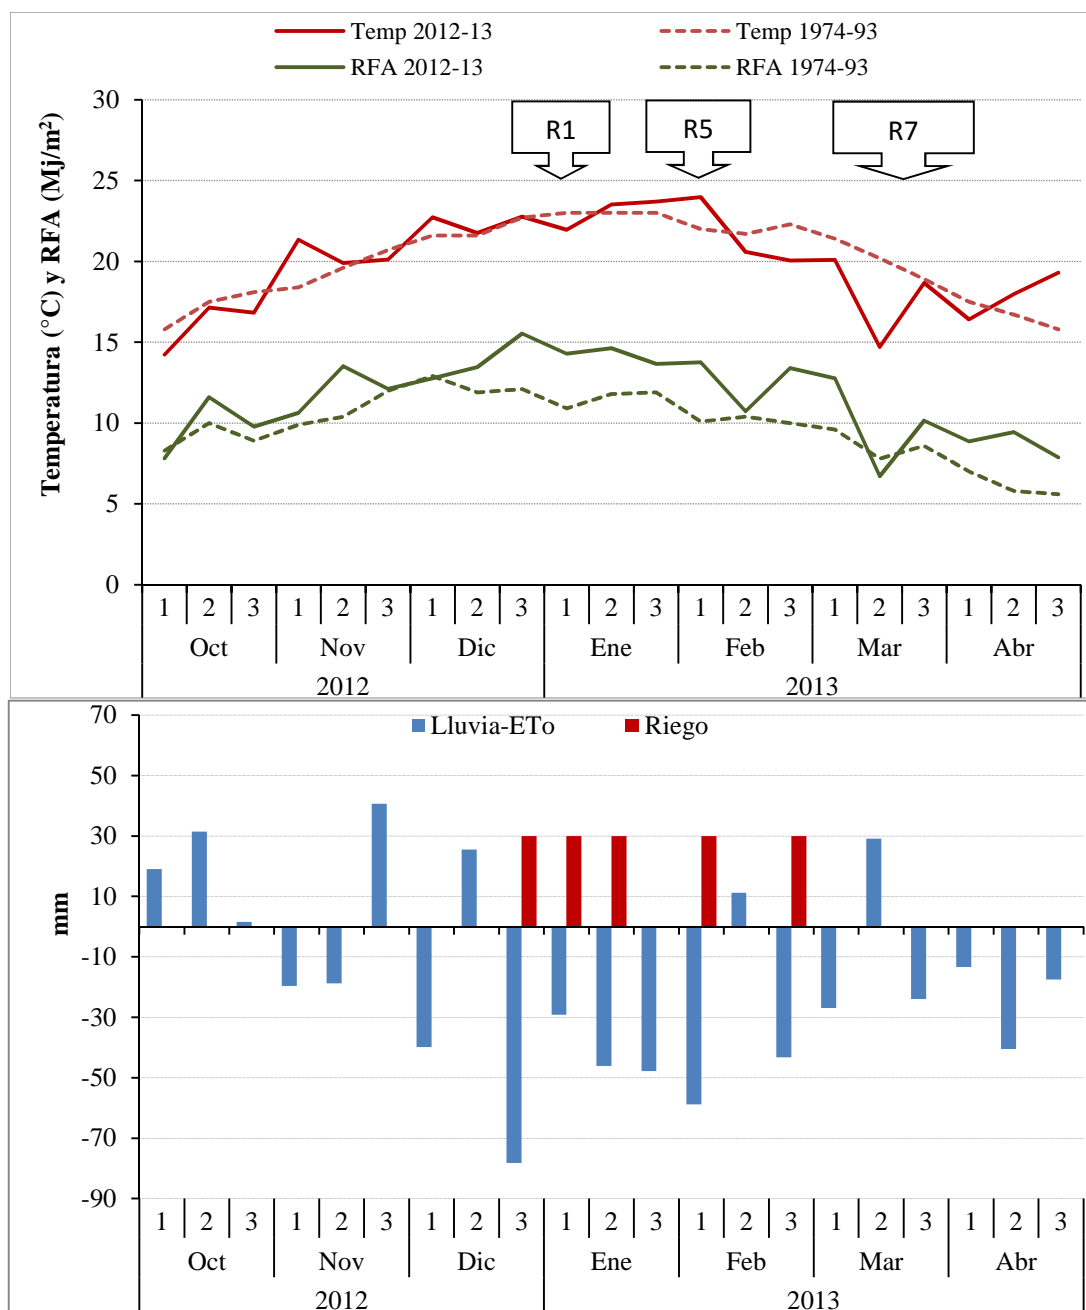 Temp 2012-13 Temp 1974-93
RFA 2012-13 RFA 1974-93
Temperatura (°C) y RFA (Mj/m²)
30
25
20
15
10
5
0
R1 R5 R7
1 2 3 1 2 3 1 2 3 1 2 3 1 2 3 1 2 3 1 2 3
Oct Nov Dic Ene Feb Mar Abr
2012 2013
Lluvia-ETo Riego
mm
70
50
30
10
-10
-30
-50
-70
-90
1 2 3 1 2 3 1 2 3 1 2 3 1 2 3 1 2 3 1 2 3
Oct Nov Dic Ene Feb Mar Abr
2012 2013